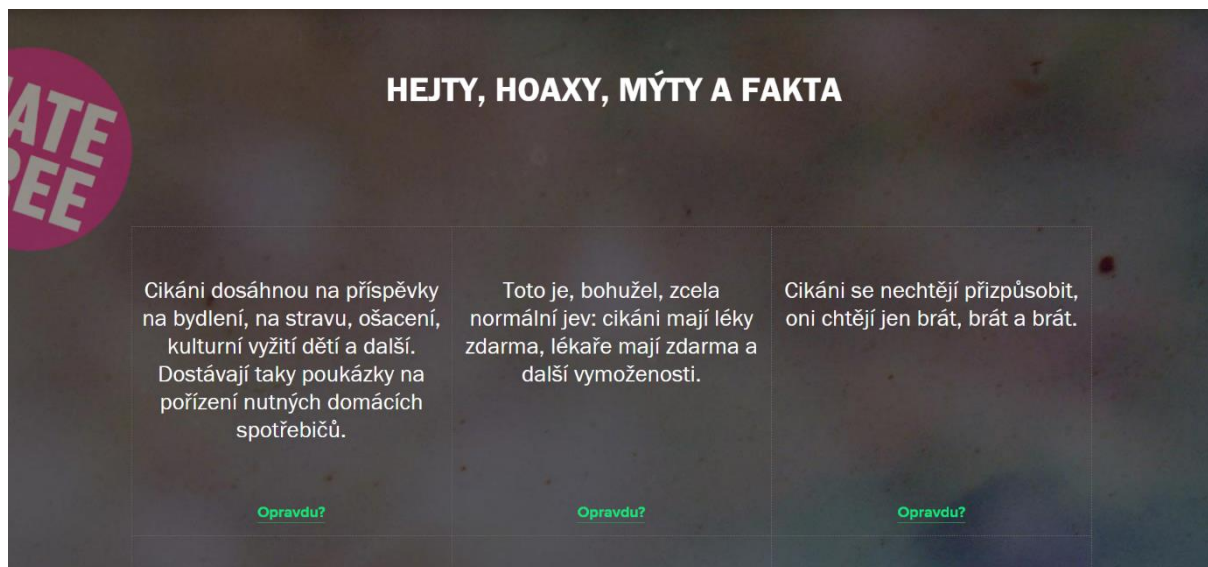 HATE
FREE
HEJTY, HOAXY, MÝTY A FAKTA
Cikáni dosáhnou na příspěvky
na bydlení, na stravu, ošacení,
kulturní vyžití dětí a další.
Dostávají taky poukázky na
pořízení nutných domácích
spotřebičů.
Opravdu?
Toto je, bohužel, zcela
normální jev: cikáni mají léky
zdarma, lékaře mají zdarma a
další vymoženosti.
Opravdu?
Cikáni se nechtějí přizpůsobit,
oni chtějí jen brát, brát a brát.
Opravdu?